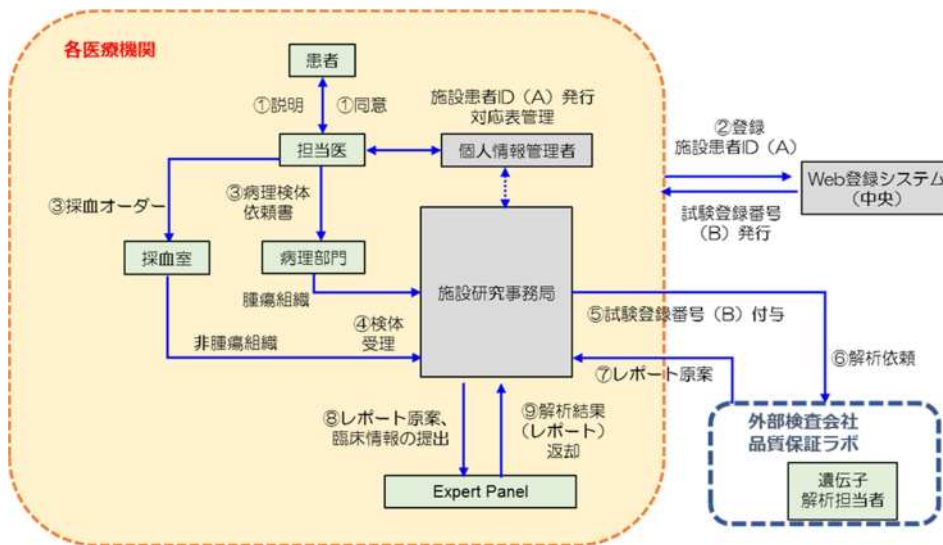 各医療機関
患者
①説明
①同意
施設患者ID（A）発行
対応表管理
担当医
個人情報管理者
②登録
施設患者ID（A）
Web登録システム
（中央）
試験登録番号
（B）発行
③採血オーダー
③病理検体
依頼書
採血室
病理部門
施設研究事務局
腫瘍組織
④検体
受理
非腫瘍組織
⑤試験登録番号（B）付与
⑥解析依頼
⑦レポート原案
⑧レポート原案、
臨床情報の提出
⑨解析結果
（レポート）
返却
Expert Panel
外部検査会社
品質保証ラボ
遺伝子
解析担当者